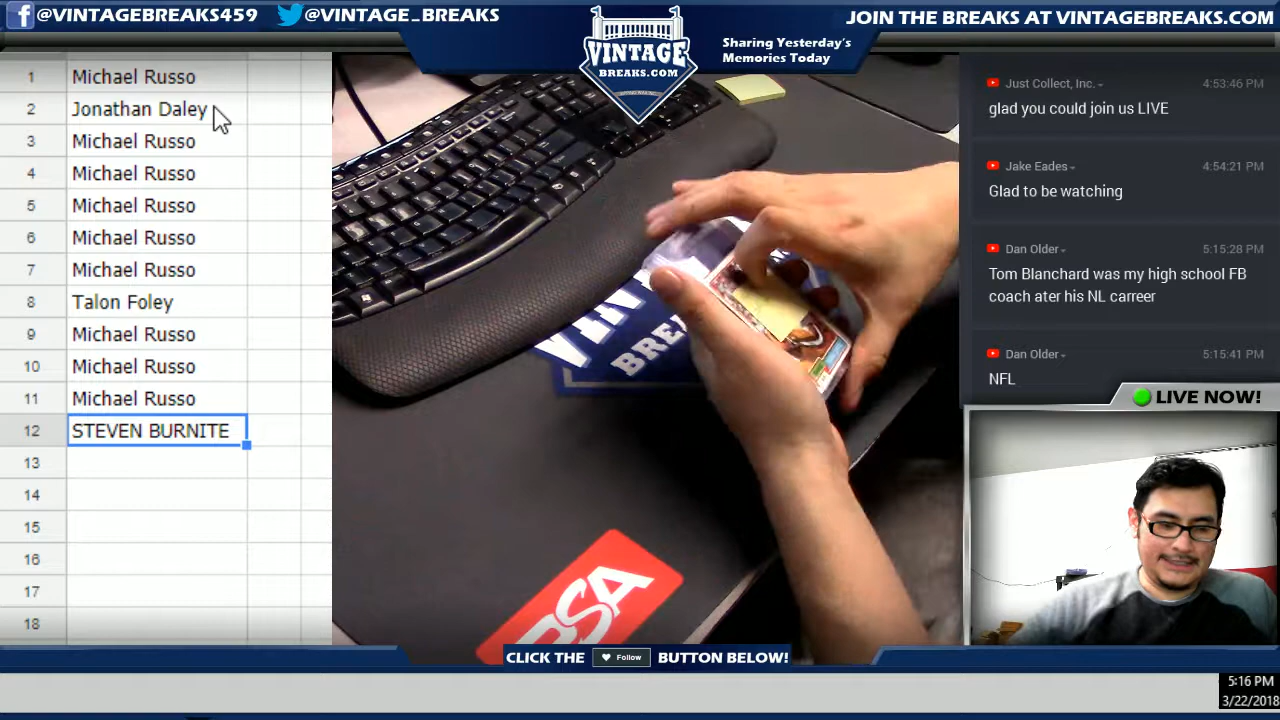 @VINTAGEBREAKS459
@VINTAGE_BREAKS
VINTAGE
BREAKS.COM
Sharing Yesterday's
Memories Today
JOIN THE BREAKS AT VINTAGEBREAKS.COM
1 Michael Russo
2 Jonathan Daley
3 Michael Russo
4 Michael Russo
5 Michael Russo
6 Michael Russo
7 Michael Russo
8 Talon Foley
9 Michael Russo
10 Michael Russo
11 Michael Russo
12 STEVEN BURNITE
13
14
15
16
17
18
Just Collect, Inc. 4:53:46 PM
glad you could join us LIVE
Jake Eades 4:54:21 PM
Glad to be watching
Dan Older 5:15:28 PM
Tom Blanchard was my high school FB
coach ater his NL carreer
Dan Older 5:15:41 PM
NFL
LIVE NOW!
VIN
BREA
PSA
CLICK THE Follow BUTTON BELOW!
5:16 PM
3/22/2018